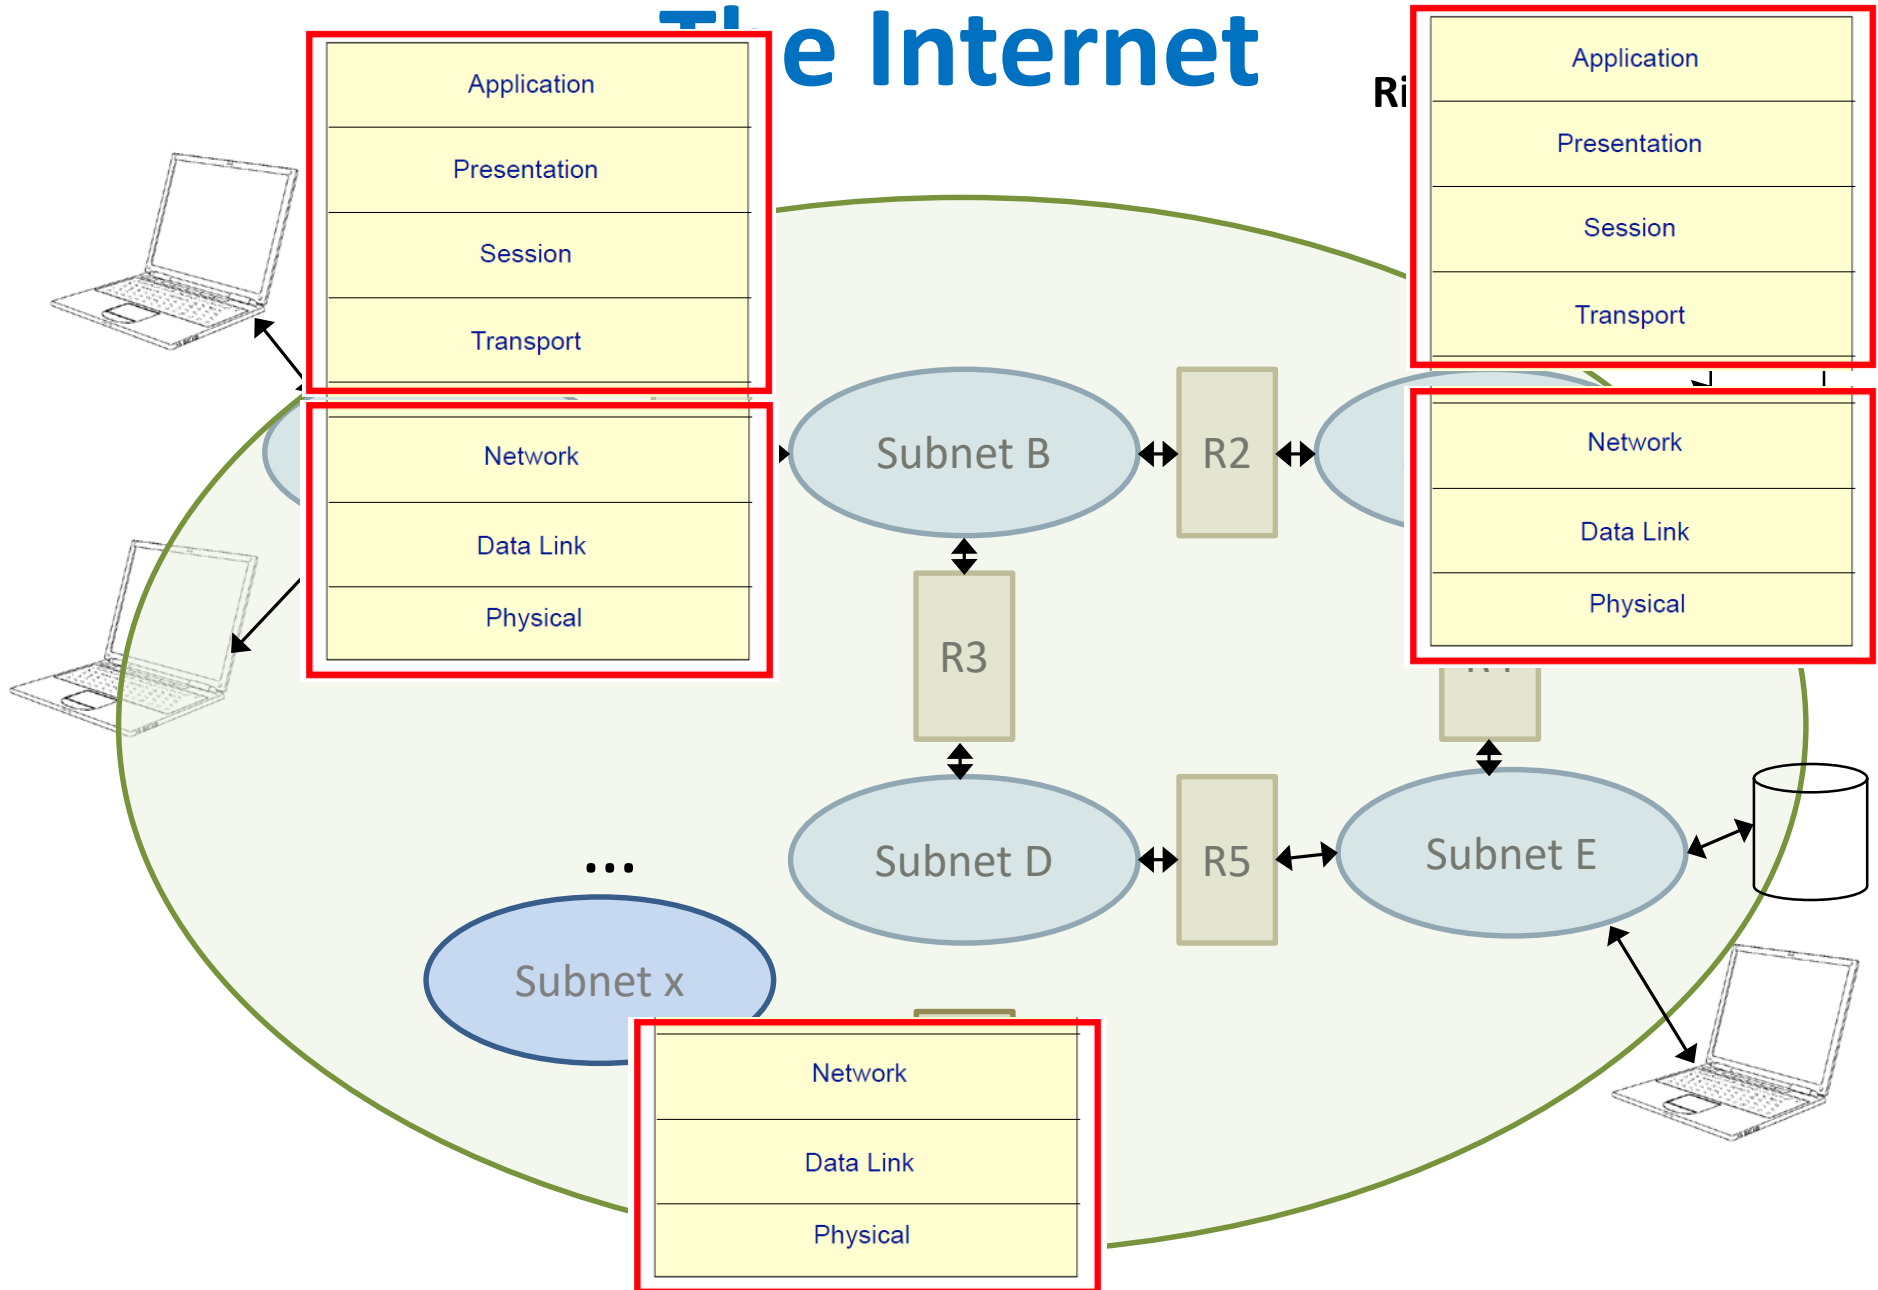 The Internet
Ri
Application
Presentation
Session
Transport
Network
Data Link
Physical
Application
Presentation
Session
Transport
Network
Data Link
Physical
Subnet B
R2
R3
Subnet D
R5
Subnet E
...
Subnet x
Network
Data Link
Physical